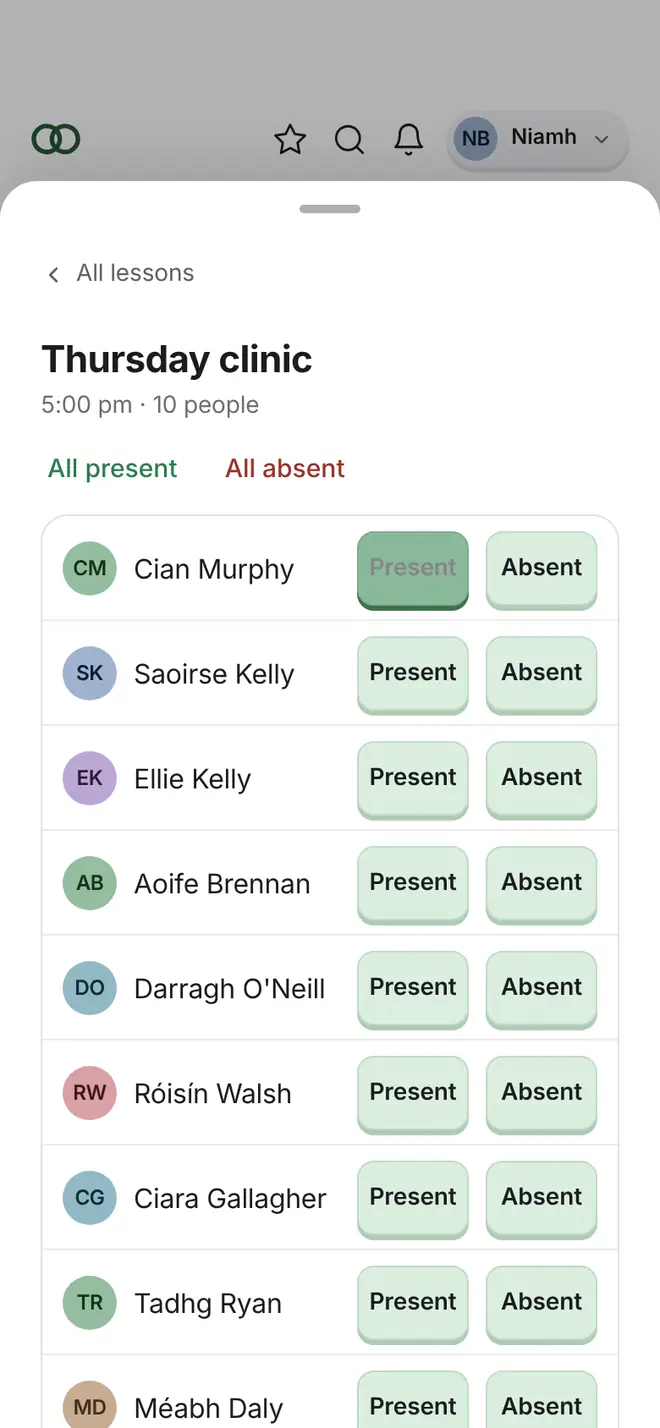 NB Niamh
All lessons
Thursday clinic
5:00 pm · 10 people
All present All absent
CM Cian Murphy Present Absent
SK Saoirse Kelly Present Absent
EK Ellie Kelly Present Absent
AB Aoife Brennan Present Absent
DO Darragh O'Neill Present Absent
RW Róisín Walsh Present Absent
CG Ciara Gallagher Present Absent
TR Tadhg Ryan Present Absent
MD Méabh Daly Present Absent